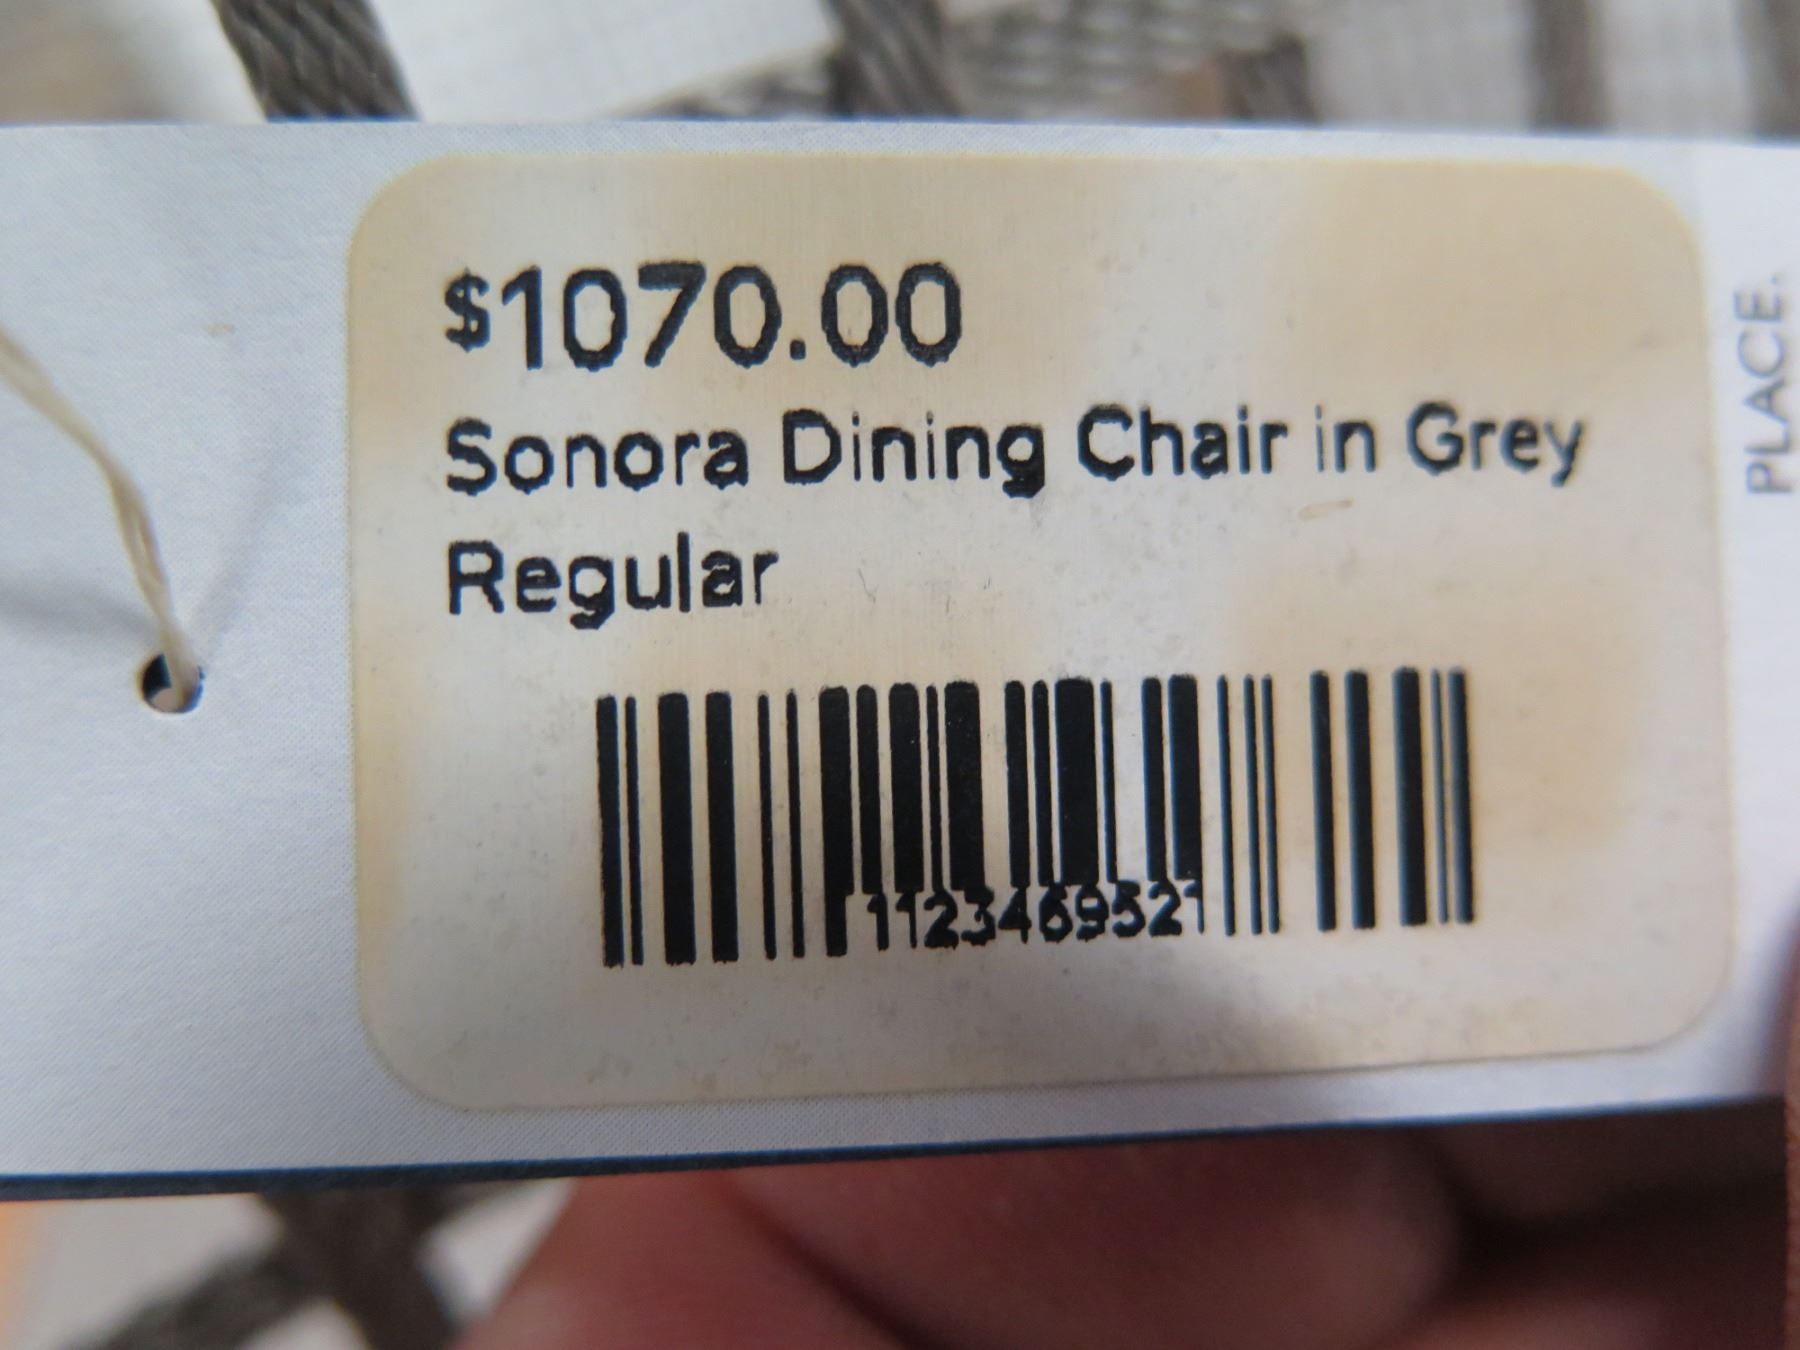 $1070.00
Sonora Dining Chair in Grey
Regular
1123469521
PLACE.